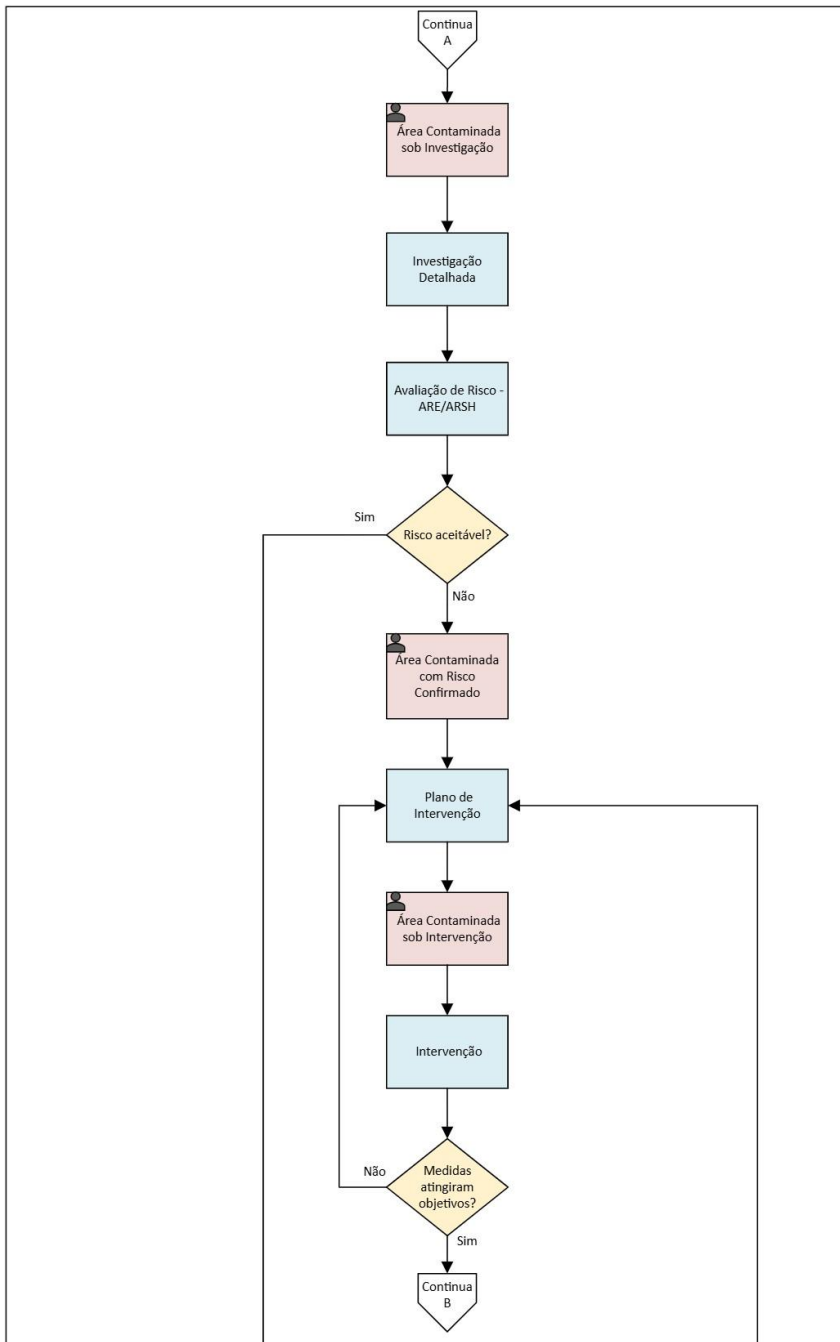 Continua
A
Área Contaminada
sob Investigação
Investigação
Detalhada
Avaliação de Risco -
ARE/ARSH
Sim
Risco aceitável?
Não
Área Contaminada
com Risco
Confirmado
Plano de
Intervenção
Área Contaminada
sob Intervenção
Intervenção
Não
Medidas
atingiram
objetivos?
Sim
Continua
B